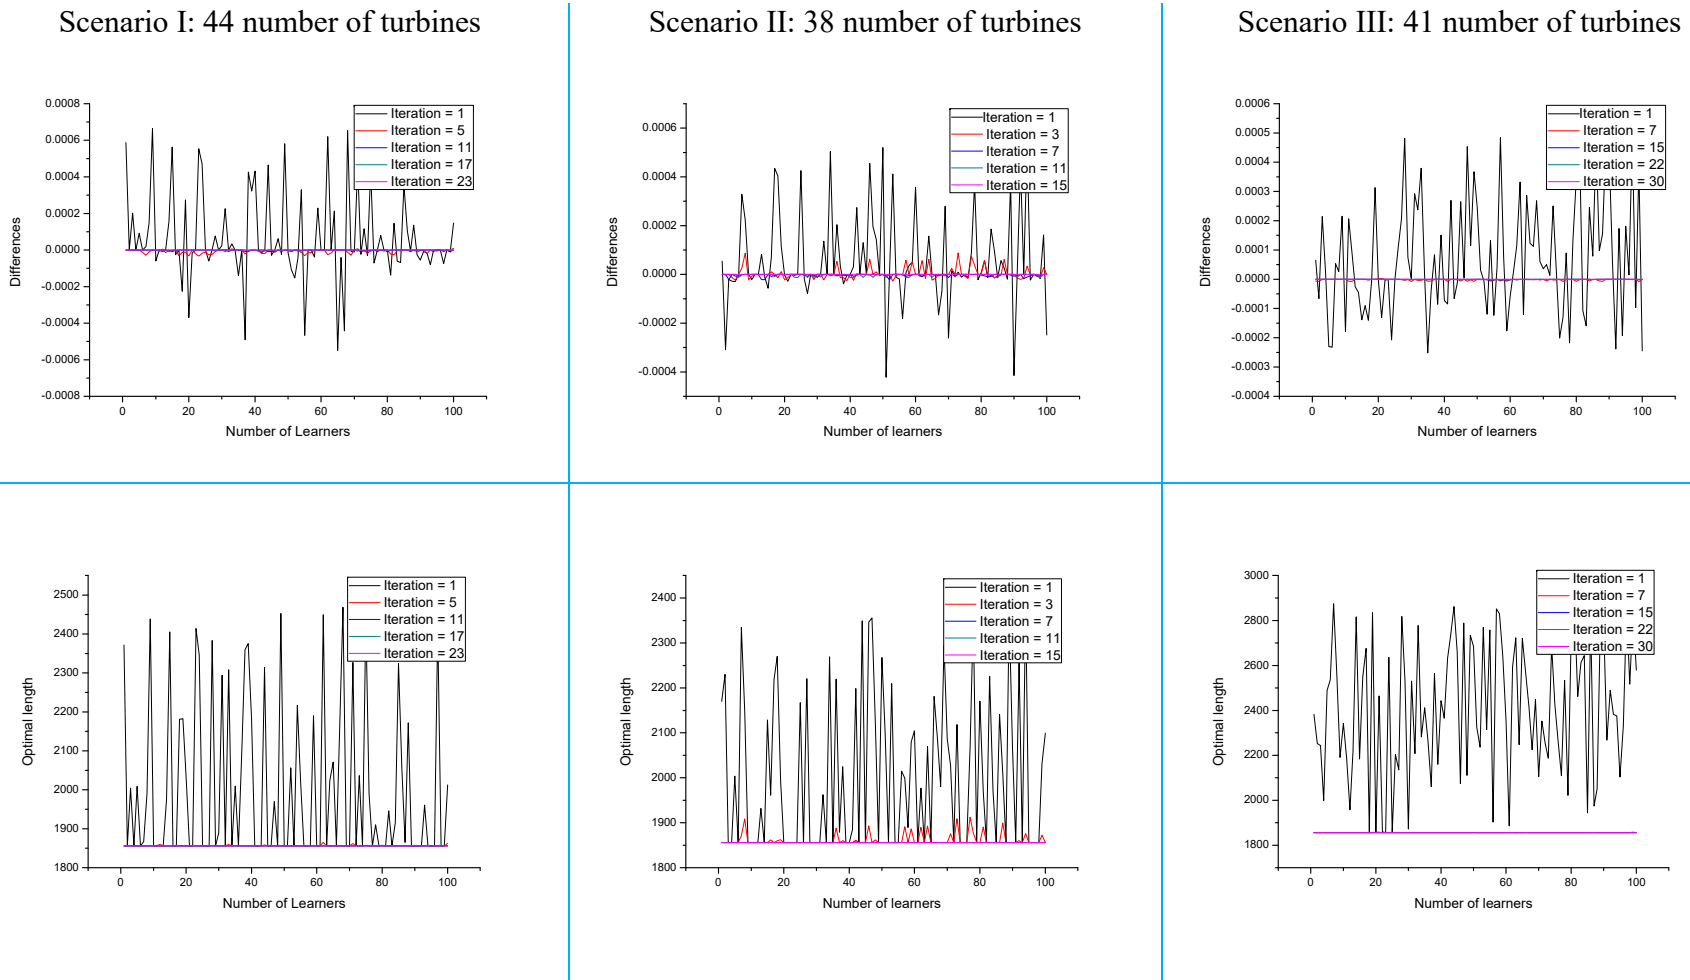 Scenario I: 44 number of turbines
Scenario II: 38 number of turbines
Scenario III: 41 number of turbines
0.0008
0.0006
0.0004
0.0002
0.0000
-0.0002
-0.0004
-0.0006
-0.0008
Differences
0
20
40
60
80
100
Number of Learners
Iteration = 1
Iteration = 5
Iteration = 11
Iteration = 17
Iteration = 23
0.0006
0.0004
0.0002
0.0000
-0.0002
-0.0004
Differences
0
20
40
60
80
100
Number of learners
Iteration = 1
Iteration = 3
Iteration = 7
Iteration = 11
Iteration = 15
0.0006
0.0005
0.0004
0.0003
0.0002
0.0001
0.0000
-0.0001
-0.0002
-0.0003
-0.0004
Differences
0
20
40
60
80
100
Number of learners
Iteration = 1
Iteration = 7
Iteration = 15
Iteration = 22
Iteration = 30
2500
2400
2300
2200
2100
2000
1900
1800
Optimal length
0
20
40
60
80
100
Number of Learners
Iteration = 1
Iteration = 5
Iteration = 11
Iteration = 17
Iteration = 23
2400
2300
2200
2100
2000
1900
1800
Optimal length
0
20
40
60
80
100
Number of learners
Iteration = 1
Iteration = 3
Iteration = 7
Iteration = 11
Iteration = 15
3000
2800
2600
2400
2200
2000
1800
Optimal length
0
20
40
60
80
100
Number of learners
Iteration = 1
Iteration = 7
Iteration = 15
Iteration = 22
Iteration = 30